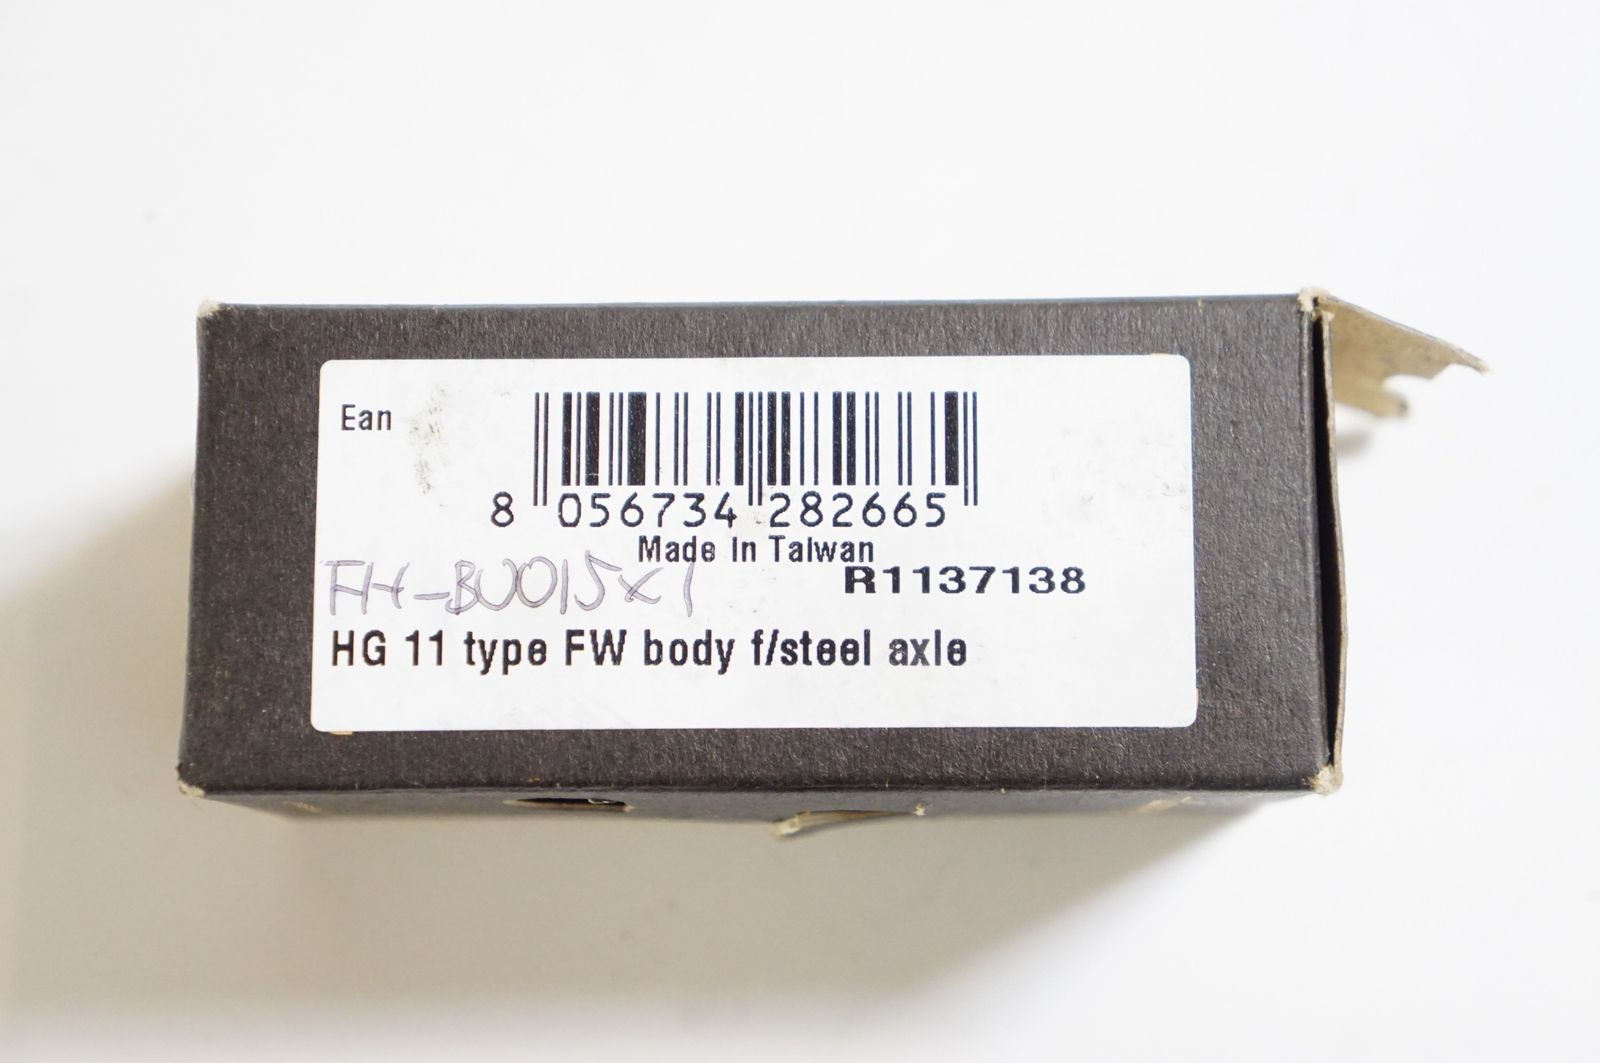 Ean
8 056734 282665
Made In Taiwan
R1137138
FH-BU015x1
HG 11 type FW body f/steel axle